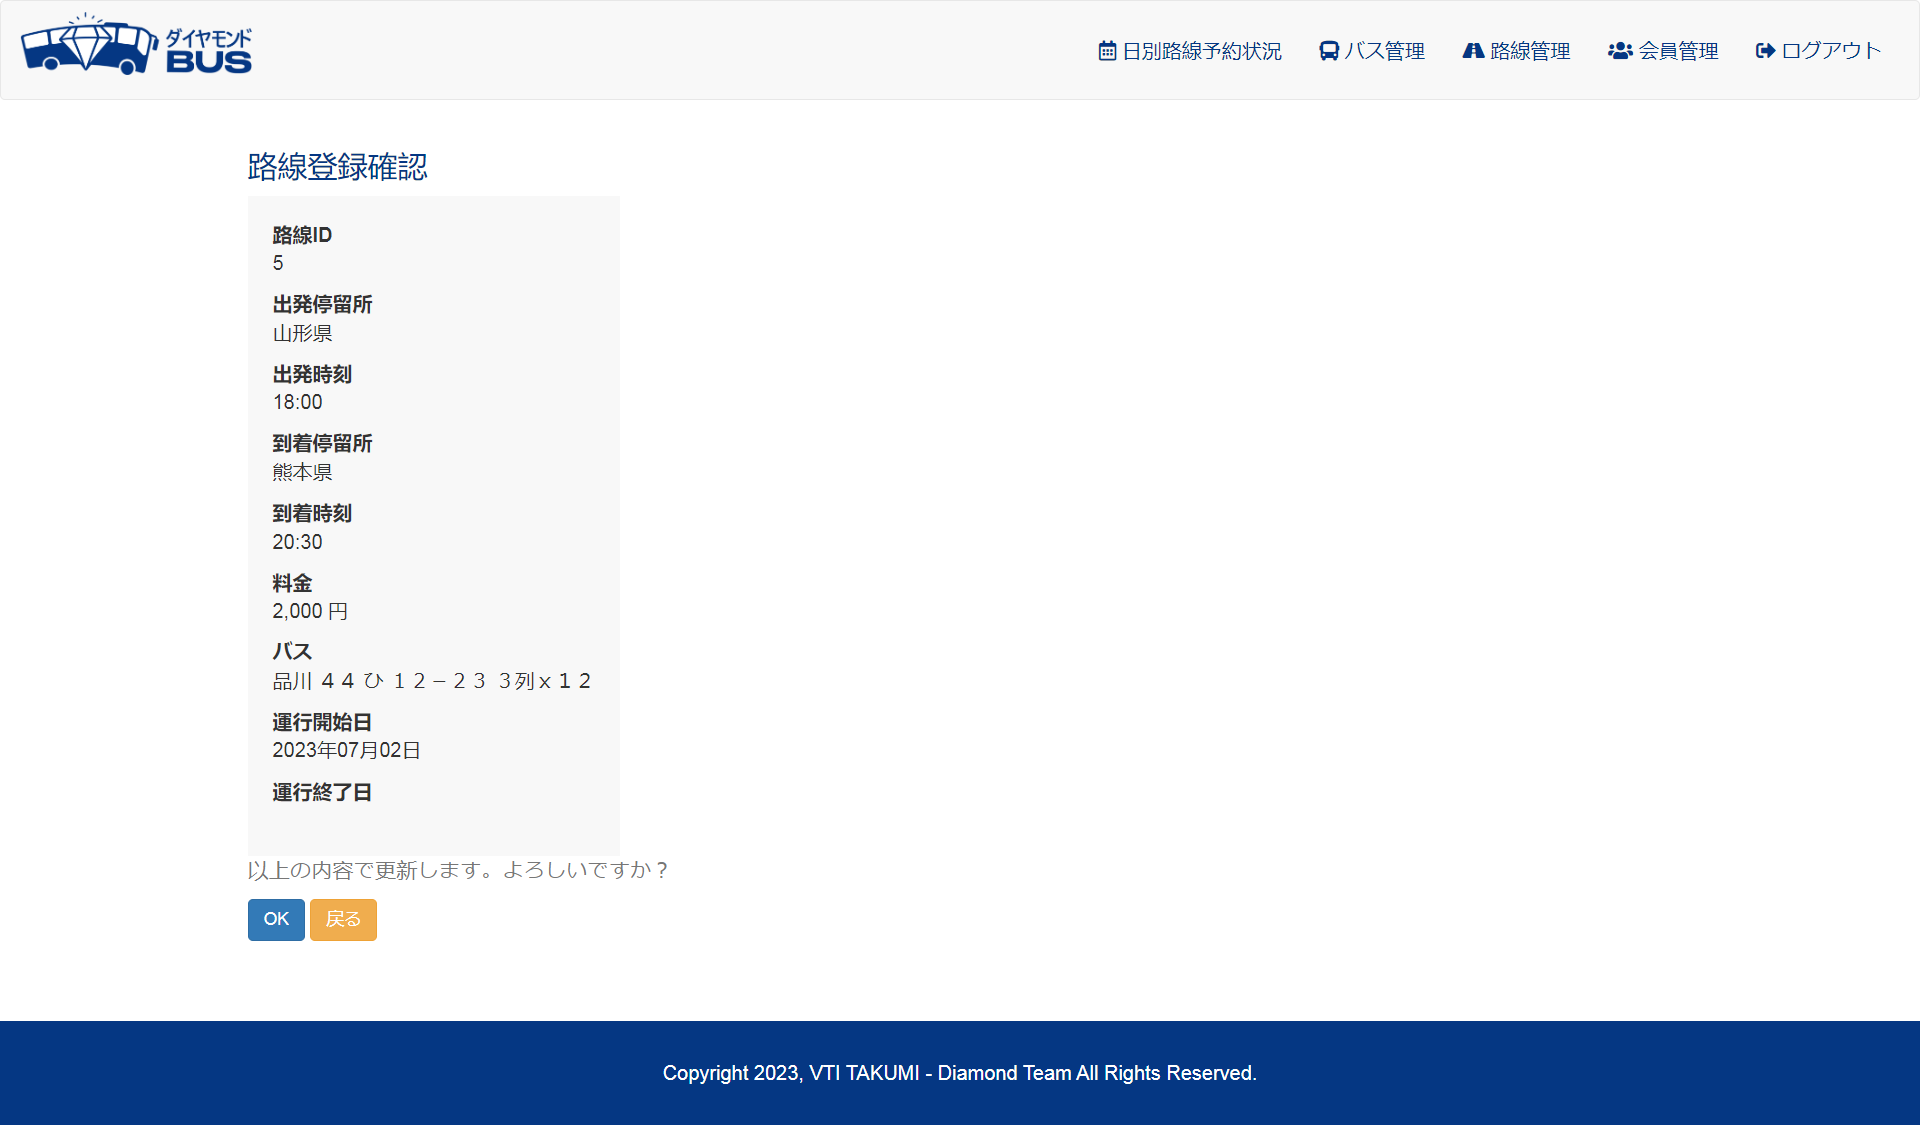 ダイヤモンド
BUS
日別路線予約状況 バス管理 路線管理 会員管理 ログアウト
路線登録確認
路線ID
5
出発停留所
山形県
出発時刻
18:00
到着停留所
熊本県
到着時刻
20:30
料金
2,000 円
バス
品川 ４４ ひ １２－２３ ３列ｘ１２
運行開始日
2023年07月02日
運行終了日
以上の内容で更新します。よろしいですか？
OK 戻る
Copyright 2023, VTI TAKUMI - Diamond Team All Rights Reserved.